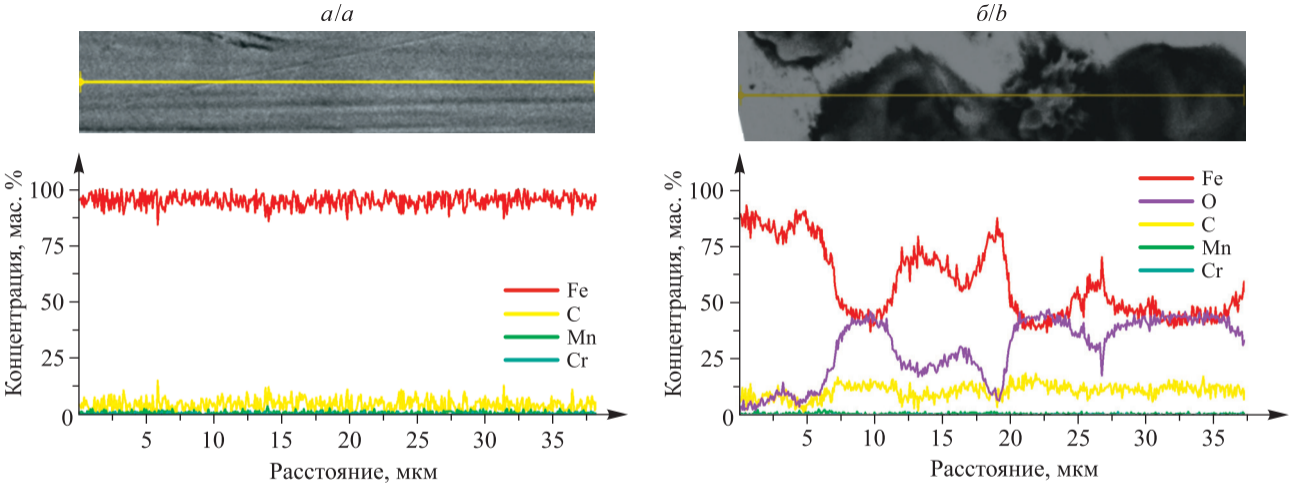 а/a
Концентрация, мас. %
100
75
50
25
0
5
10
15
20
25
30
35
Расстояние, мкм
Fe
C
Mn
Cr
б/b
Концентрация, мас. %
100
75
50
25
0
5
10
15
20
25
30
35
Расстояние, мкм
Fe
O
C
Mn
Cr